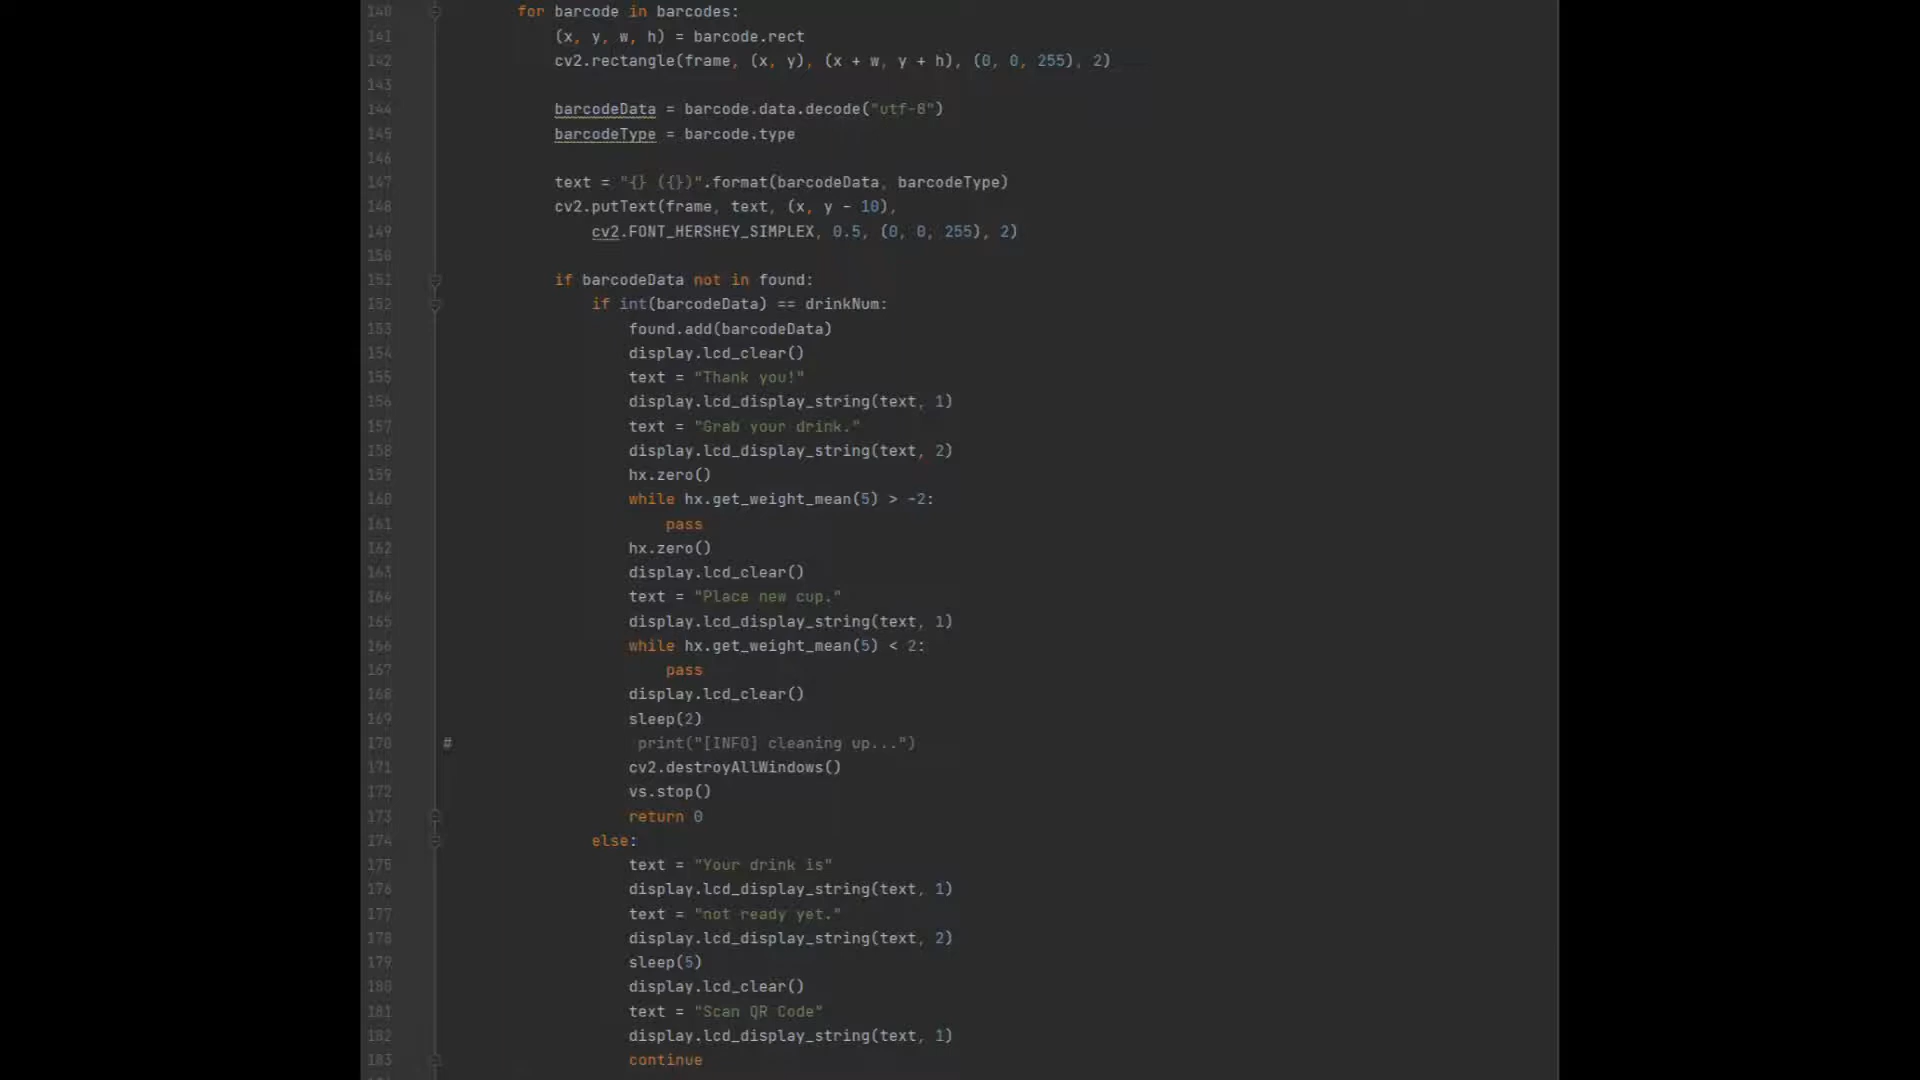 140 for barcode in barcodes:
141 (x, y, w, h) = barcode.rect
142 cv2.rectangle(frame, (x, y), (x + w, y + h), (0, 0, 255), 2)
143
144 barcodeData = barcode.data.decode("utf-8")
145 barcodeType = barcode.type
146
147 text = "{} ({})".format(barcodeData, barcodeType)
148 cv2.putText(frame, text, (x, y - 10),
149 cv2.FONT_HERSHEY_SIMPLEX, 0.5, (0, 0, 255), 2)
150
151 if barcodeData not in found:
152 if int(barcodeData) == drinkNum:
153 found.add(barcodeData)
154 display.lcd_clear()
155 text = "Thank you!"
156 display.lcd_display_string(text, 1)
157 text = "Grab your drink."
158 display.lcd_display_string(text, 2)
159 hx.zero()
160 while hx.get_weight_mean(5) > -2:
161 pass
162 hx.zero()
163 display.lcd_clear()
164 text = "Place new cup."
165 display.lcd_display_string(text, 1)
166 while hx.get_weight_mean(5) < 2:
167 pass
168 display.lcd_clear()
169 sleep(2)
170 # print("[INFO] cleaning up...")
171 cv2.destroyAllWindows()
172 vs.stop()
173 return 0
174 else:
175 text = "Your drink is"
176 display.lcd_display_string(text, 1)
177 text = "not ready yet."
178 display.lcd_display_string(text, 2)
179 sleep(5)
180 display.lcd_clear()
181 text = "Scan QR Code"
182 display.lcd_display_string(text, 1)
183 continue